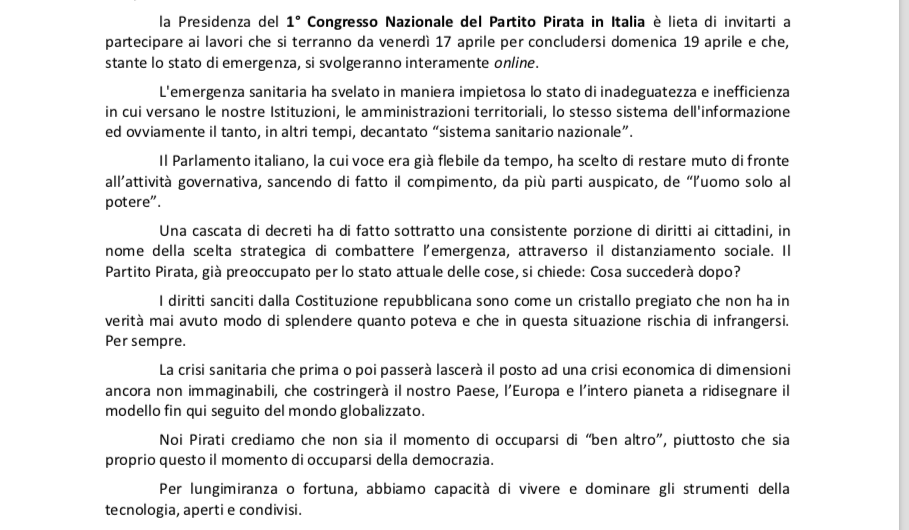 la Presidenza del 1° Congresso Nazionale del Partito Pirata in Italia è lieta di invitarti a
partecipare ai lavori che si terranno da venerdì 17 aprile per concludersi domenica 19 aprile e che,
stante lo stato di emergenza, si svolgeranno interamente online.
L'emergenza sanitaria ha svelato in maniera impietosa lo stato di inadeguatezza e inefficienza
in cui versano le nostre Istituzioni, le amministrazioni territoriali, lo stesso sistema dell'informazione
ed ovviamente il tanto, in altri tempi, decantato “sistema sanitario nazionale”.
Il Parlamento italiano, la cui voce era già flebile da tempo, ha scelto di restare muto di fronte
all’attività governativa, sancendo di fatto il compimento, da più parti auspicato, de “l’uomo solo al
potere”.
Una cascata di decreti ha di fatto sottratto una consistente porzione di diritti ai cittadini, in
nome della scelta strategica di combattere l’emergenza, attraverso il distanziamento sociale. Il
Partito Pirata, già preoccupato per lo stato attuale delle cose, si chiede: Cosa succederà dopo?
I diritti sanciti dalla Costituzione repubblicana sono come un cristallo pregiato che non ha in
verità mai avuto modo di splendere quanto poteva e che in questa situazione rischia di infrangersi.
Per sempre.
La crisi sanitaria che prima o poi passerà lascerà il posto ad una crisi economica di dimensioni
ancora non immaginabili, che costringerà il nostro Paese, l’Europa e l’intero pianeta a ridisegnare il
modello fin qui seguito del mondo globalizzato.
Noi Pirati crediamo che non sia il momento di occuparsi di “ben altro”, piuttosto che sia
proprio questo il momento di occuparsi della democrazia.
Per lungimiranza o fortuna, abbiamo capacità di vivere e dominare gli strumenti della
tecnologia, aperti e condivisi.